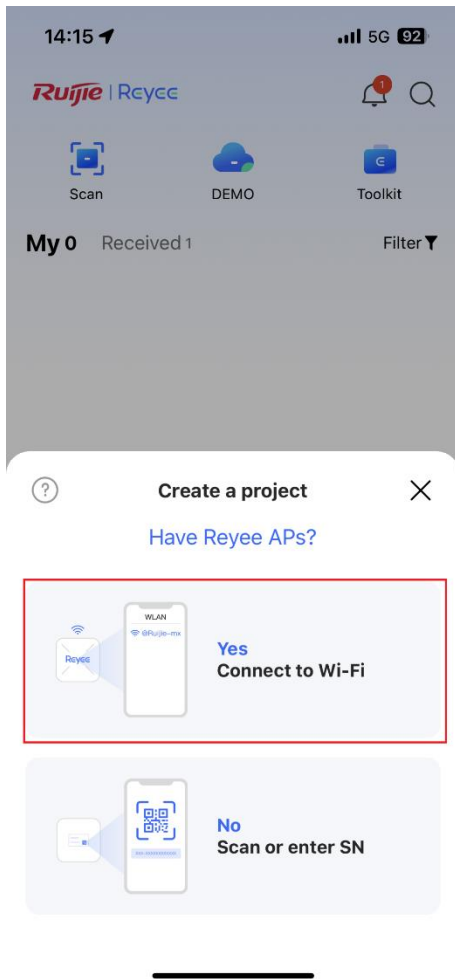 14:15
5G 92
Ruijie | Reyee
1
Scan
DEMO
Toolkit
My 0 Received 1 Filter
?
Create a project
Have Reyee APs?
WLAN
@Ruijie-mx
Reyee
Yes
Connect to Wi-Fi
No
Scan or enter SN